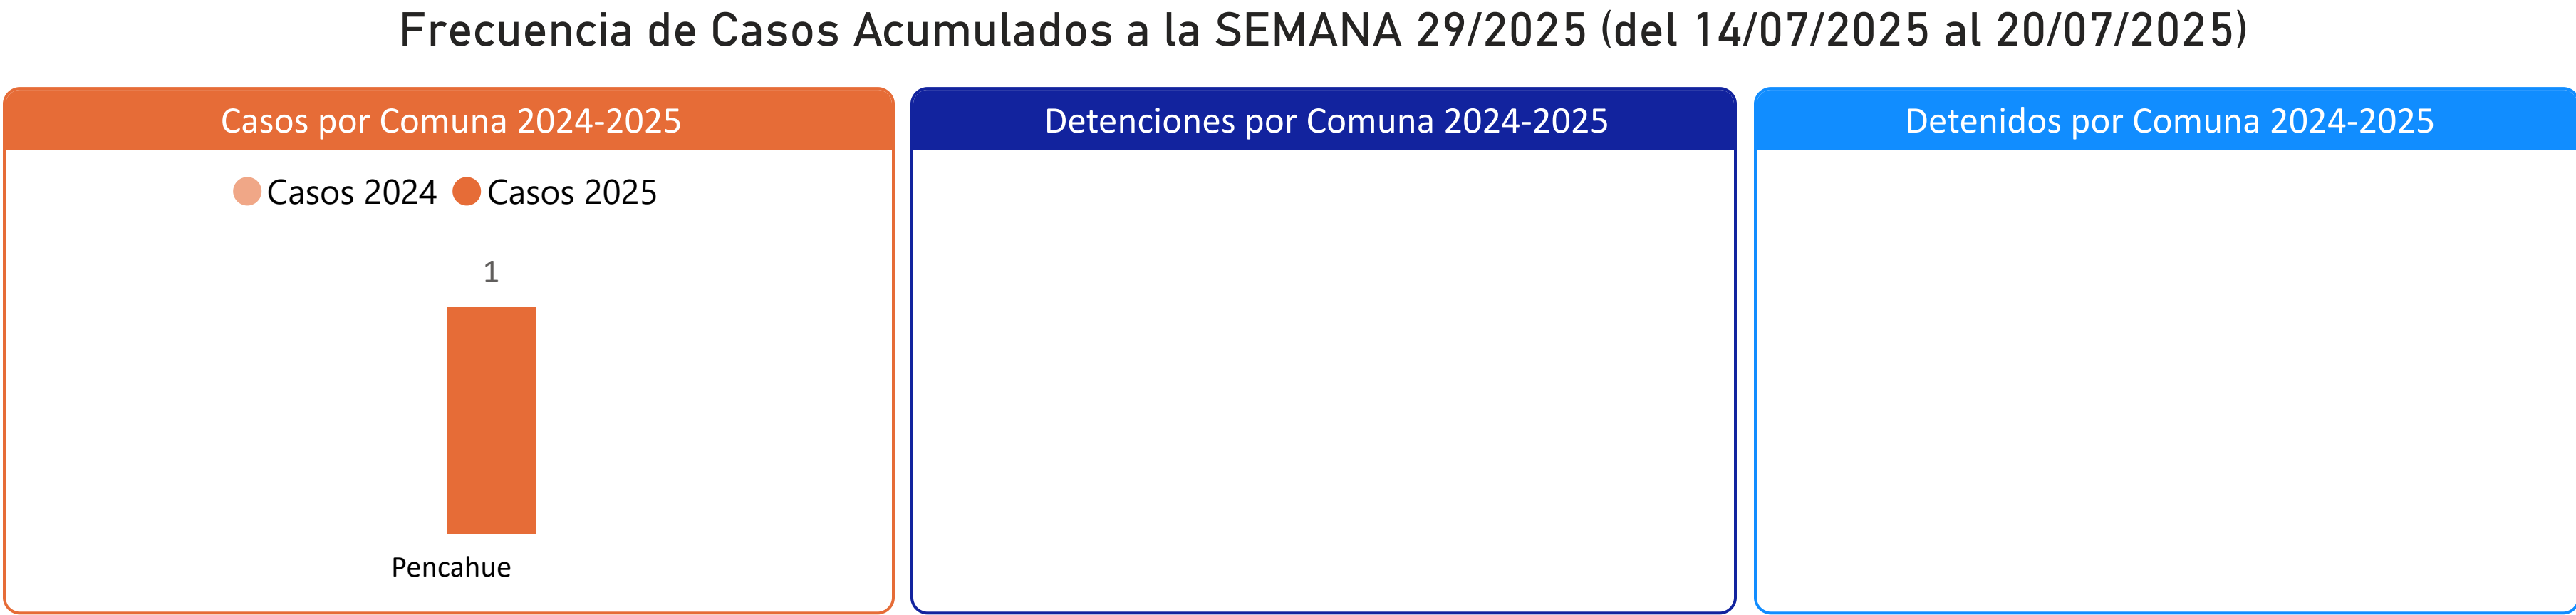 Frecuencia de Casos Acumulados a la SEMANA 29/2025 (del 14/07/2025 al 20/07/2025)
Casos por Comuna 2024-2025
Casos 2024 Casos 2025
1
Pencahue
Detenciones por Comuna 2024-2025
Detenidos por Comuna 2024-2025